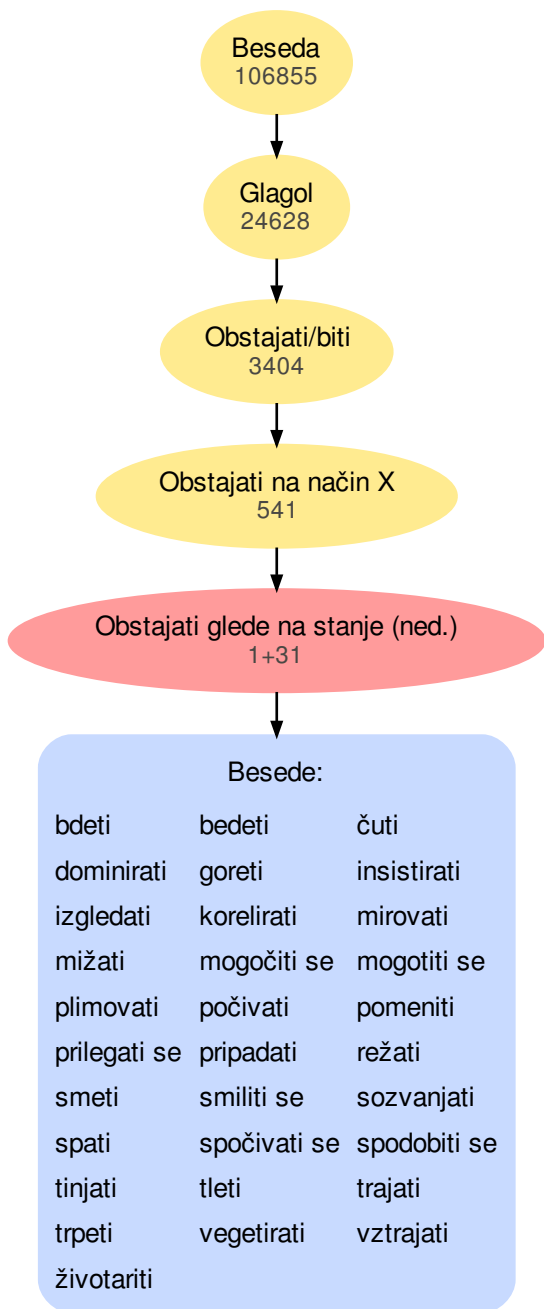 Beseda
106855
Glagol
24628
Obstajati/biti
3404
Obstajati na način X
541
Obstajati glede na stanje (ned.)
1+31
Besede:
bdeti bedeti čuti
dominirati goreti insistirati
izgledati korelirati mirovati
mižati mogočiti se mogotiti se
plimovati počivati pomeniti
prilegati se pripadati režati
smeti smiliti se sozvanjati
spati spočivati se spodobiti se
tinjati tleti trajati
trpeti vegetirati vztrajati
životariti